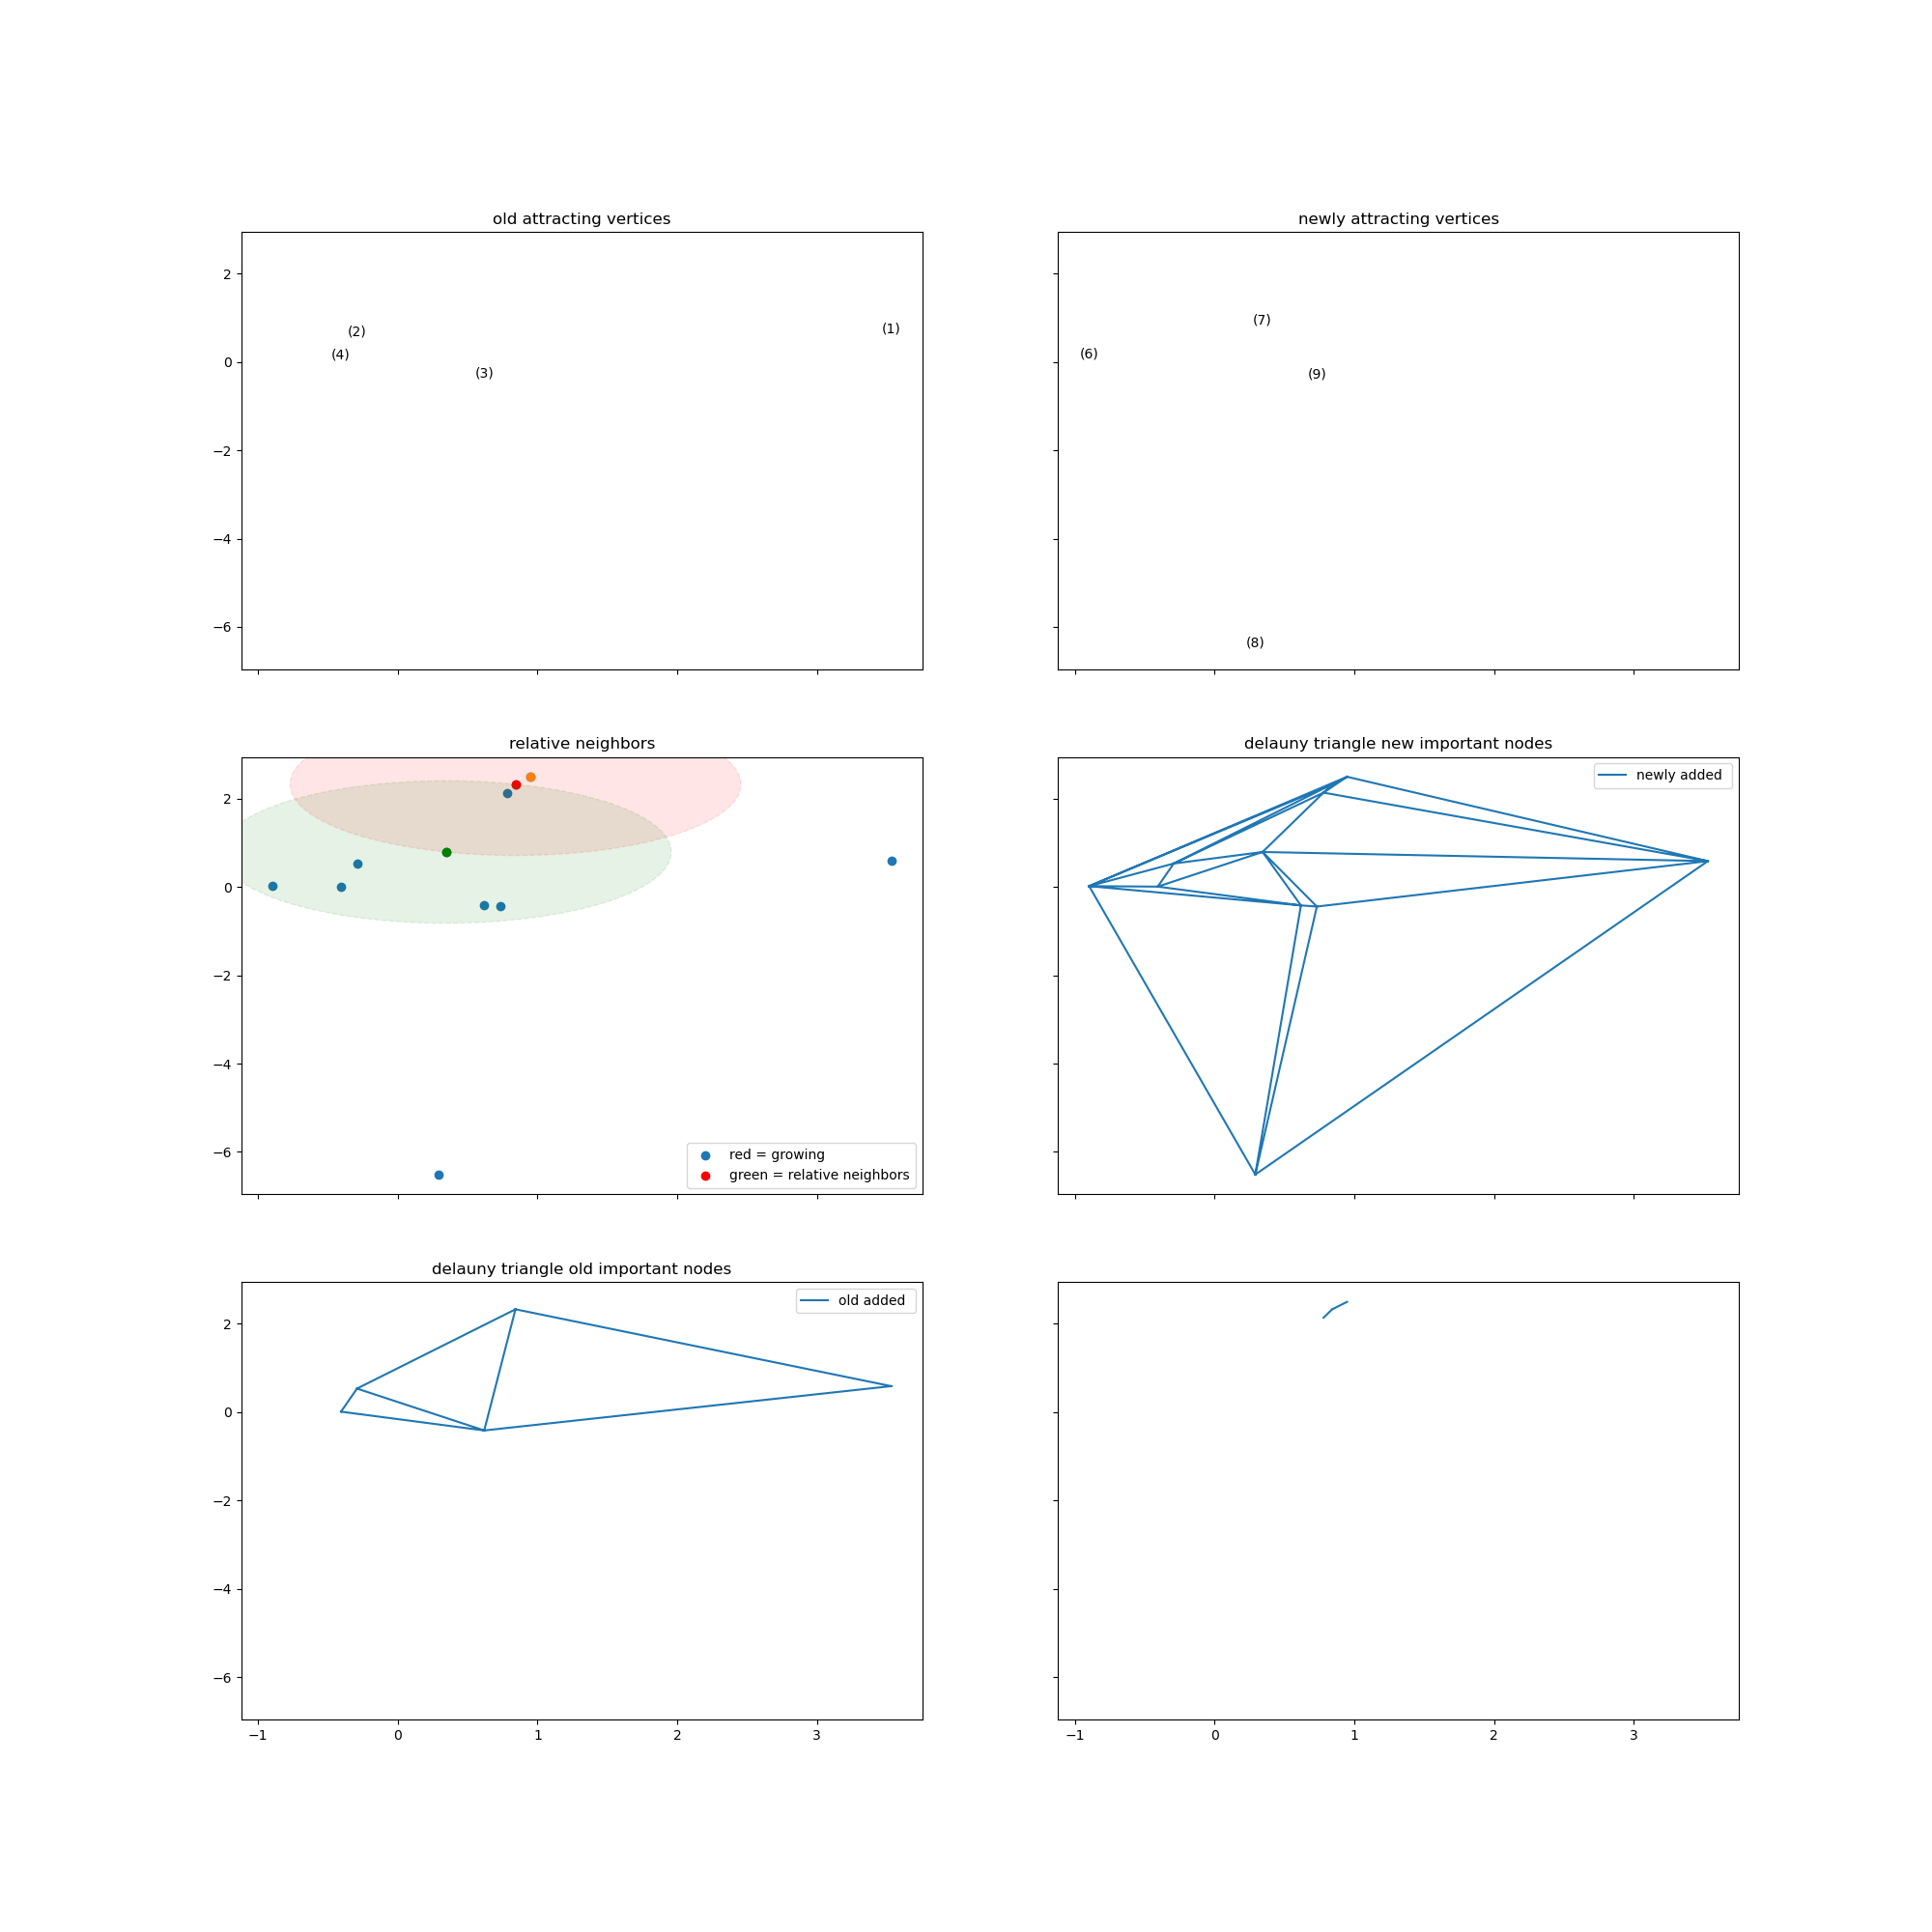 old attracting vertices
newly attracting vertices
2
0
−2
−4
−6
(2)
(1)
(4)
(3)
(7)
(6)
(9)
(8)
relative neighbors
delauny triangle new important nodes
2
0
−2
−4
−6
red = growing
green = relative neighbors
newly added
delauny triangle old important nodes
2
0
−2
−4
−6
old added
−1 0 1 2 3
−1 0 1 2 3